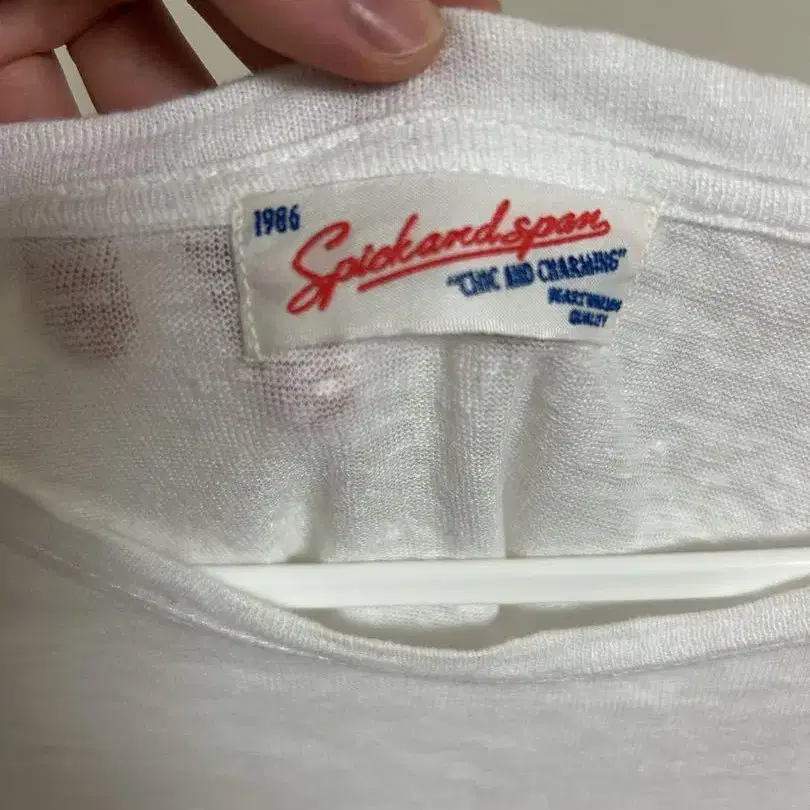 1986
Spickandspan
"CHIC AND CHARMING"
QUALITY